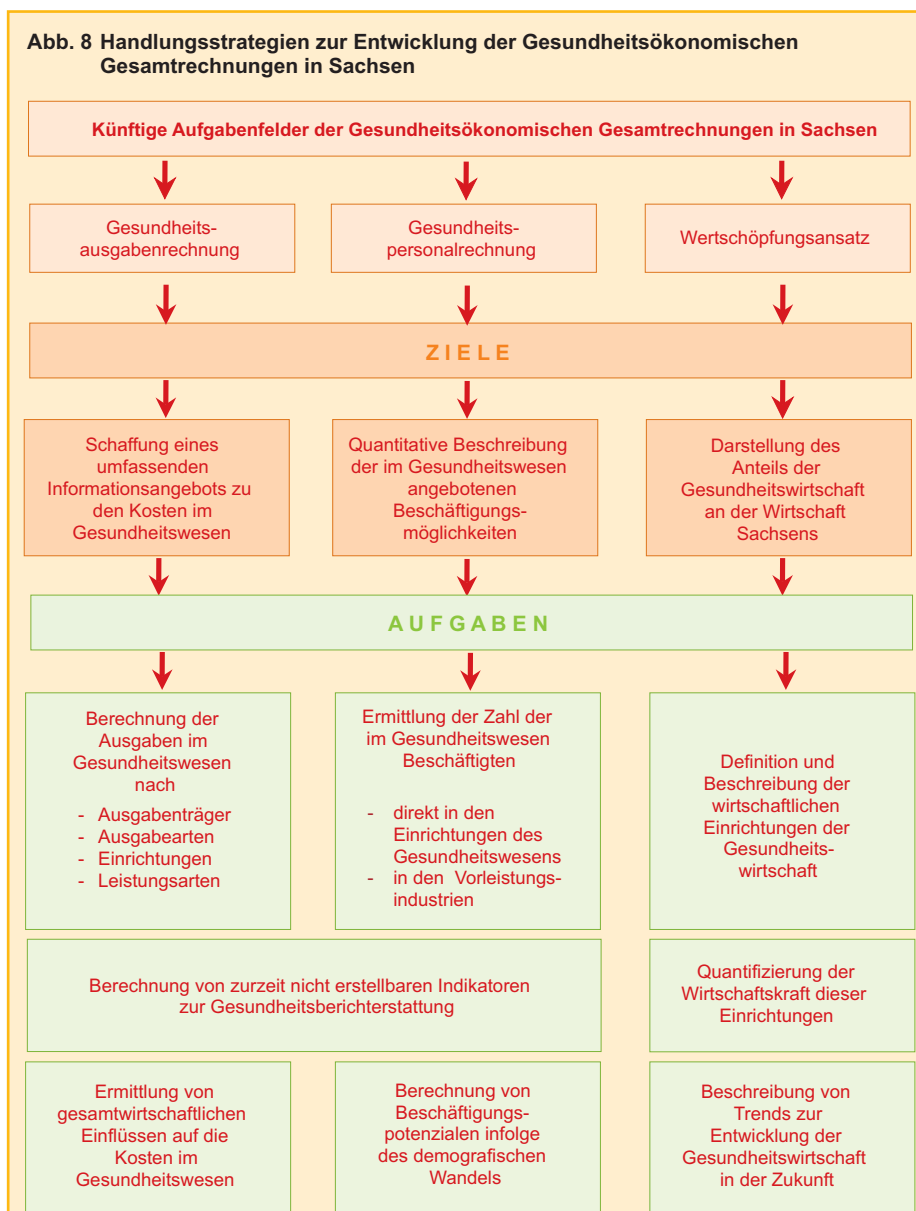 Abb. 8 Handlungsstrategien zur Entwicklung der Gesundheitsökonomischen
Gesamtrechnungen in Sachsen
Künftige Aufgabenfelder der Gesundheitsökonomischen Gesamtrechnungen in Sachsen
Gesundheits-
ausgabenrechnung
Gesundheits-
personalrechnung
Wertschöpfungsansatz
ZIELE
Schaffung eines
umfassenden
Informationsangebots zu
den Kosten im
Gesundheitswesen
Quantitative Beschreibung
der im Gesundheitswesen
angebotenen
Beschäftigungs-
möglichkeiten
Darstellung des
Anteils der
Gesundheitswirtschaft
an der Wirtschaft
Sachsens
AUFGABEN
Berechnung der
Ausgaben im
Gesundheitswesen
nach
- Ausgabenträger
- Ausgabearten
- Einrichtungen
- Leistungsarten
Ermittlung der Zahl der
im Gesundheitswesen
Beschäftigten
- direkt in den
Einrichtungen des
Gesundheitswesens
- in den Vorleistungs-
industrien
Definition und
Beschreibung der
wirtschaftlichen
Einrichtungen der
Gesundheits-
wirtschaft
Berechnung von zurzeit nicht erstellbaren Indikatoren
zur Gesundheitsberichterstattung
Quantifizierung der
Wirtschaftskraft dieser
Einrichtungen
Ermittlung von
gesamtwirtschaftlichen
Einflüssen auf die
Kosten im
Gesundheitswesen
Berechnung von
Beschäftigungs-
potenzialen infolge
des demografischen
Wandels
Beschreibung von
Trends zur
Entwicklung der
Gesundheitswirtschaft
in der Zukunft